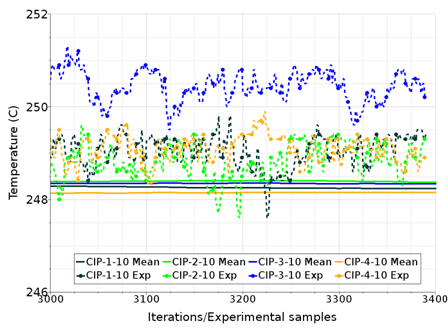 252
250
248
246
Temperature (C)
CIP-1-10 Mean CIP-2-10 Mean CIP-3-10 Mean CIP-4-10 Mean
CIP-1-10 Exp CIP-2-10 Exp CIP-3-10 Exp CIP-4-10 Exp
3000 3100 3200 3300 3400
Iterations/Experimental samples